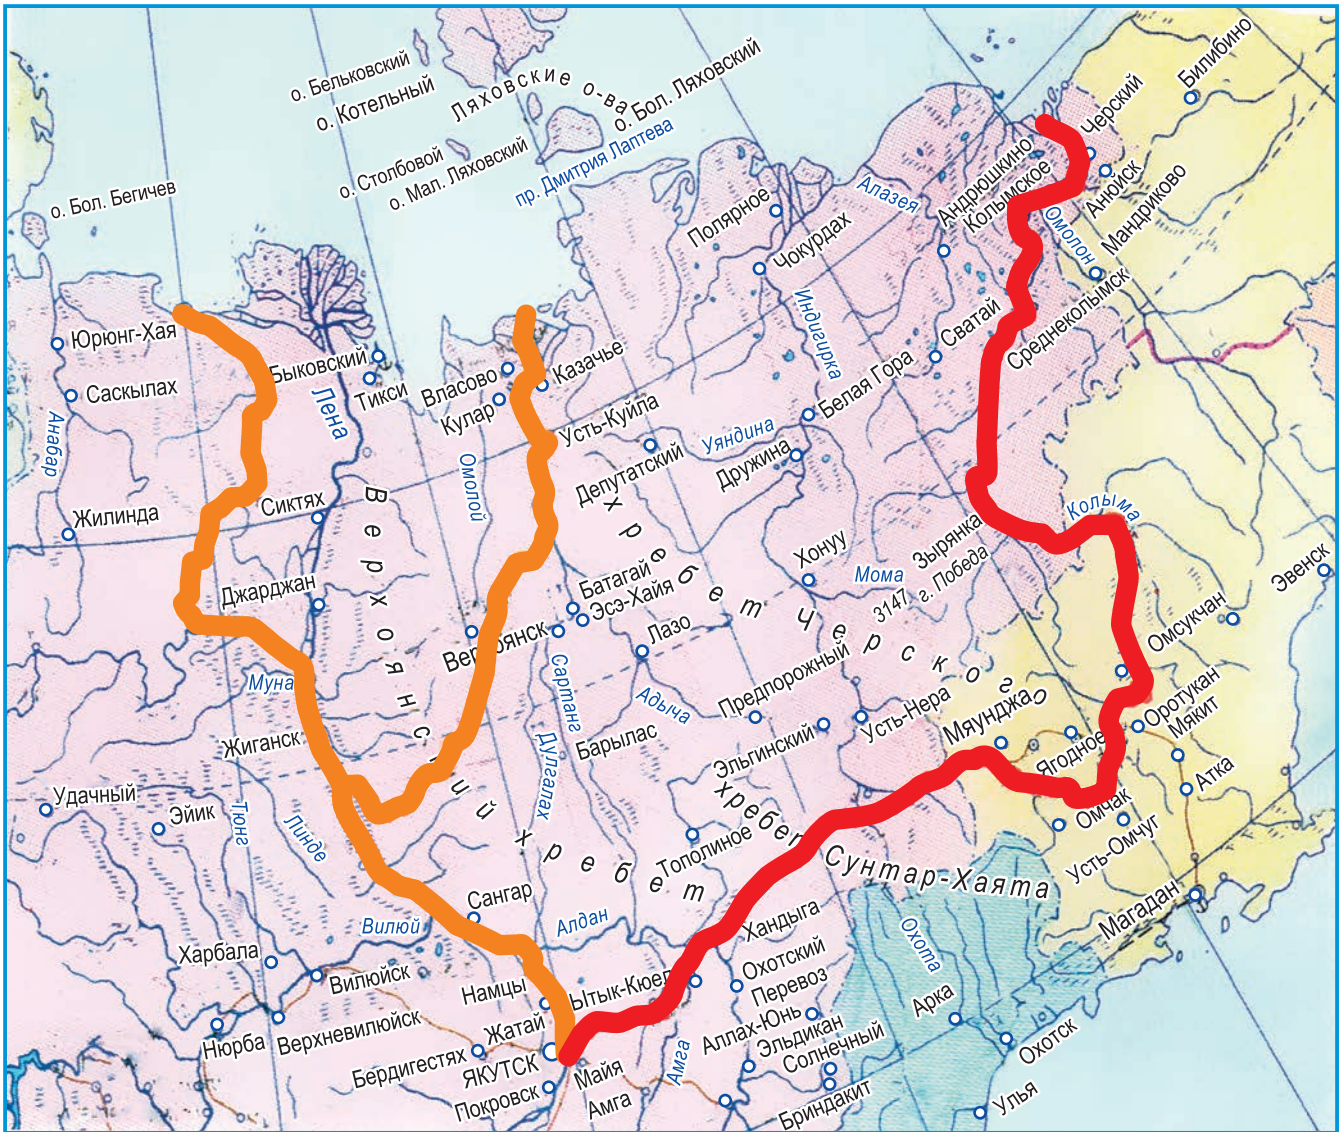 о. Бельковский
о. Котельный
Ляховские о-ва
о. Бол. Ляховский
о. Столбовой
о. Мал. Ляховский
пр. Дмитрия Лаптева
о. Бол. Бегичев
Билибино
Черский
Андрюшкино
Колымское
Анюйск
Мандриково
Омолон
Алазея
Полярное
Чокурдах
Индигирка
Среднеколымск
Сватай
Белая Гора
Юрюнг-Хая
Саскылах
Анабар
Жилинда
Быковский
Тикси
Лена
Власово
Кулар
Казачье
Усть-Куйга
Омолой
Депутатский
Уяндина
Дружина
Сиктях
Джарджан
Верхоянский хребет
хребет Черского
Хонуу
Мома
Зырянка
3147
г. Победа
Колыма
Эвенск
Омсукчан
Батагай
Эсэ-Хайя
Верхоянск
Лазо
Сартанг
Адыча
Предпорожный
Муна
Жиганск
Дулгалах
Барылас
Эльгинский
Усть-Нера
Мяунджа
Оротукан
Мякит
Ягодное
Атка
Омчак
Усть-Омчуг
Магадан
Удачный
Эйик
Тюнг
Линде
Тополиное
хребет Сунтар-Хаята
Сангар
Вилюй
Алдан
Хандыга
Охота
Охотский
Перевоз
Харбала
Вилюйск
Намцы
Ытык-Кюел
Нюрба
Верхневилюйск
Жатай
Бердигестях
ЯКУТСК
Майя
Покровск
Амга
Амга
Аллах-Юнь
Эльдикан
Солнечный
Бриндакит
Арка
Охотск
Улья